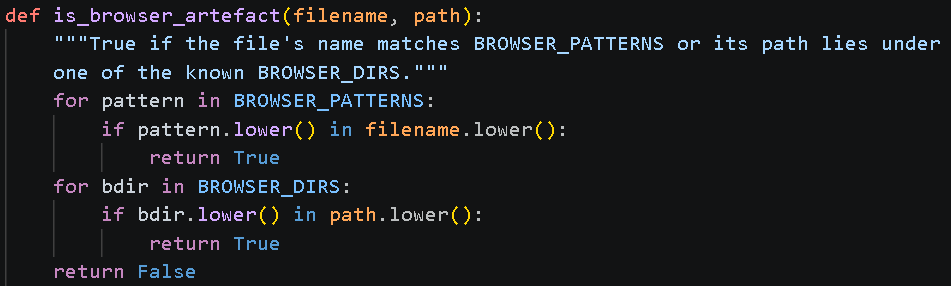 def is_browser_artefact(filename, path):
    """True if the file's name matches BROWSER_PATTERNS or its path lies under
    one of the known BROWSER_DIRS."""
    for pattern in BROWSER_PATTERNS:
        if pattern.lower() in filename.lower():
            return True
    for bdir in BROWSER_DIRS:
        if bdir.lower() in path.lower():
            return True
    return False